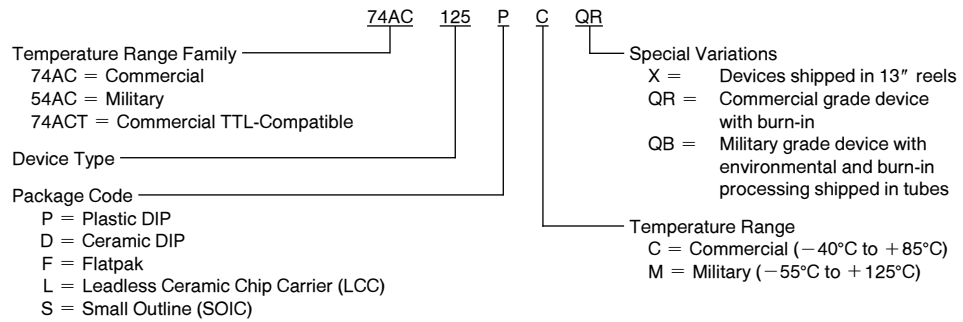 74AC 125 P C QR
Temperature Range Family
74AC = Commercial
54AC = Military
74ACT = Commercial TTL-Compatible
Device Type
Package Code
P = Plastic DIP
D = Ceramic DIP
F = Flatpak
L = Leadless Ceramic Chip Carrier (LCC)
S = Small Outline (SOIC)
Special Variations
X = Devices shipped in 13″ reels
QR = Commercial grade device
with burn-in
QB = Military grade device with
environmental and burn-in
processing shipped in tubes
Temperature Range
C = Commercial (−40°C to +85°C)
M = Military (−55°C to +125°C)